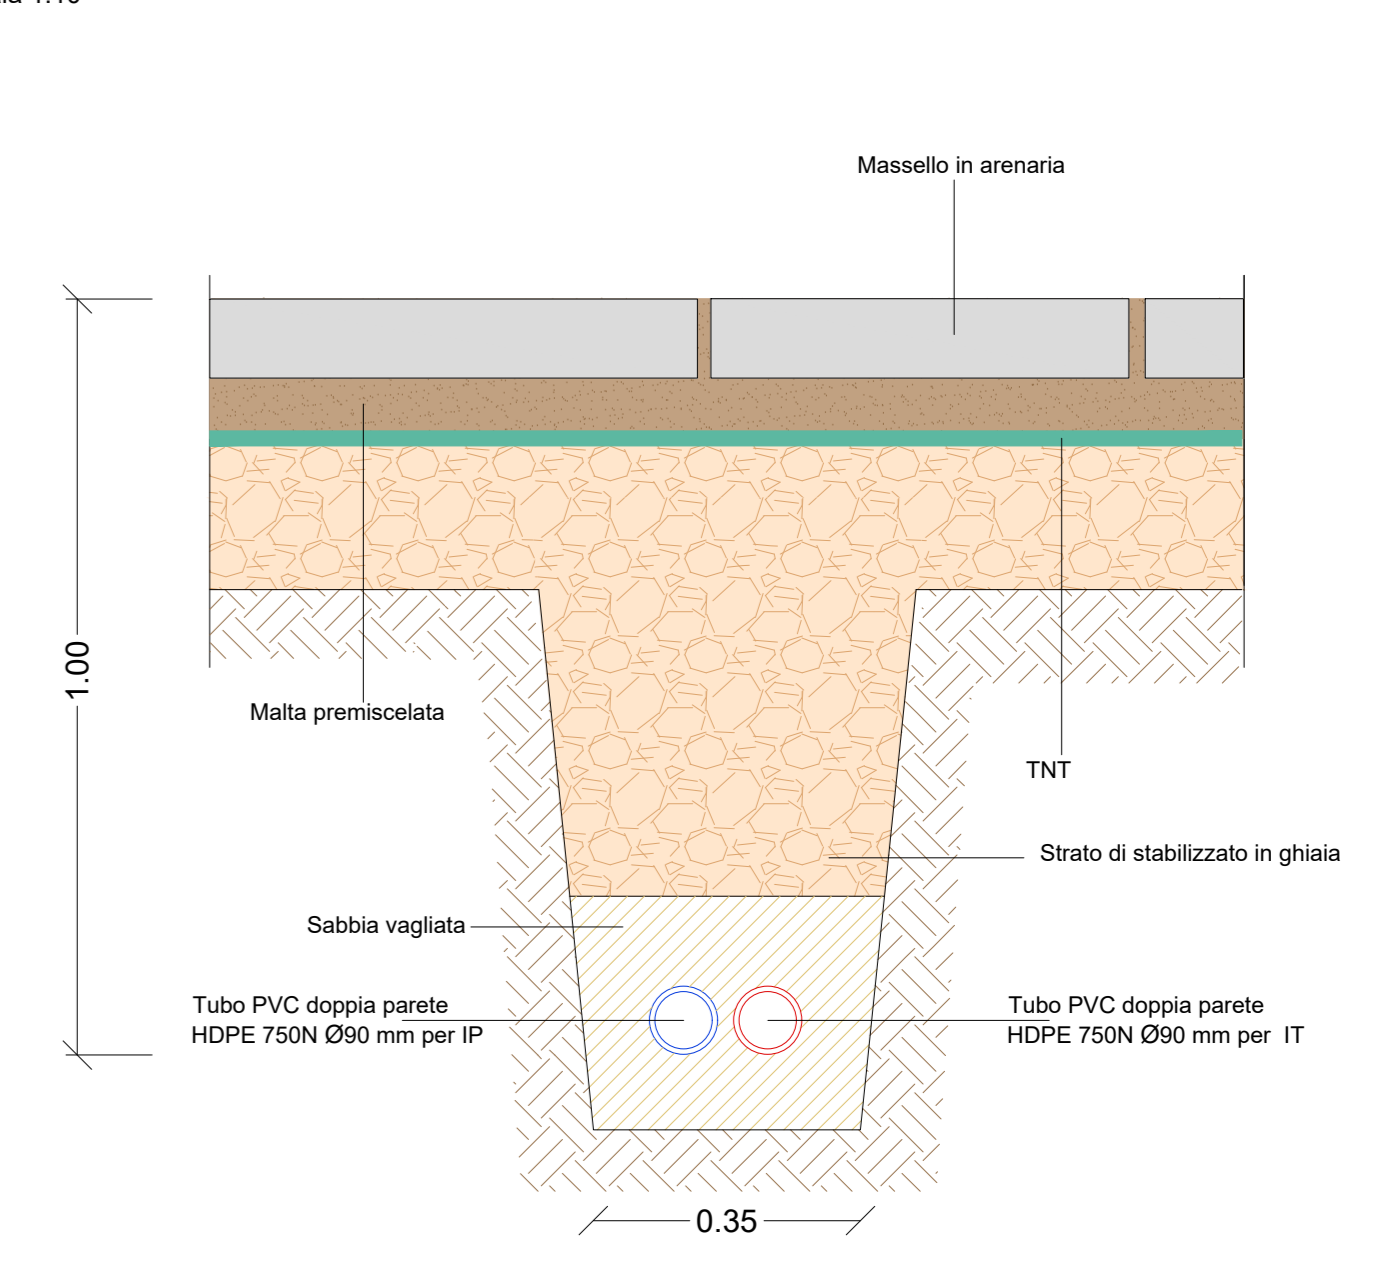 Massello in arenaria
1.00
Malta premiscelata
TNT
Strato di stabilizzato in ghiaia
Sabbia vagliata
Tubo PVC doppia parete
HDPE 750N Ø90 mm per IP
Tubo PVC doppia parete
HDPE 750N Ø90 mm per IT
0.35